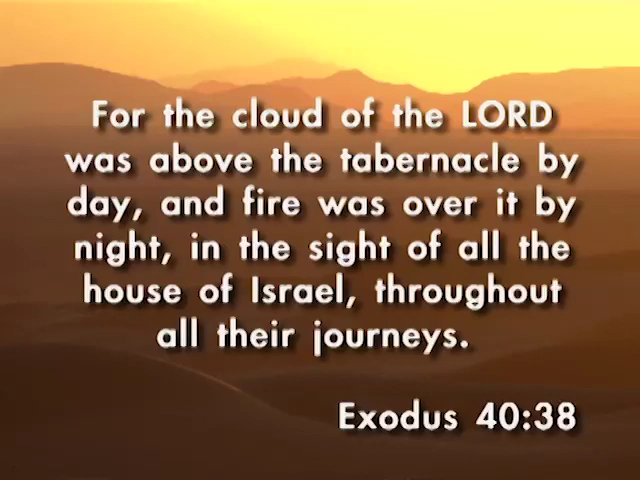 For the cloud of the LORD
was above the tabernacle by
day, and fire was over it by
night, in the sight of all the
house of Israel, throughout
all their journeys.
Exodus 40:38